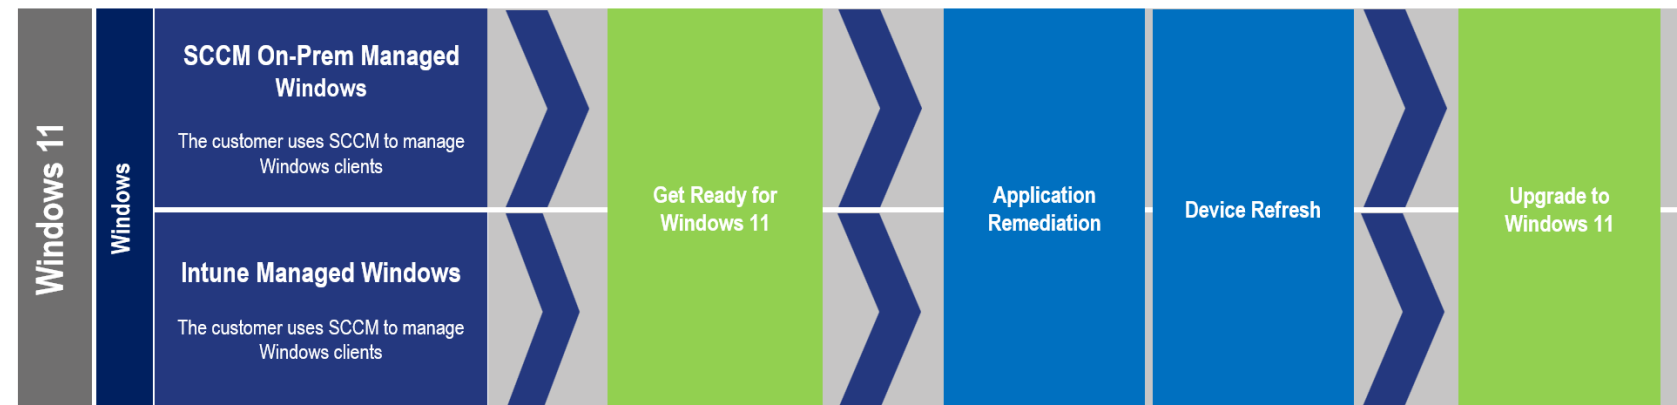 Windows 11
Windows
SCCM On-Prem Managed
Windows
The customer uses SCCM to manage
Windows clients
Intune Managed Windows
The customer uses SCCM to manage
Windows clients
Get Ready for
Windows 11
Application
Remediation
Device Refresh
Upgrade to
Windows 11